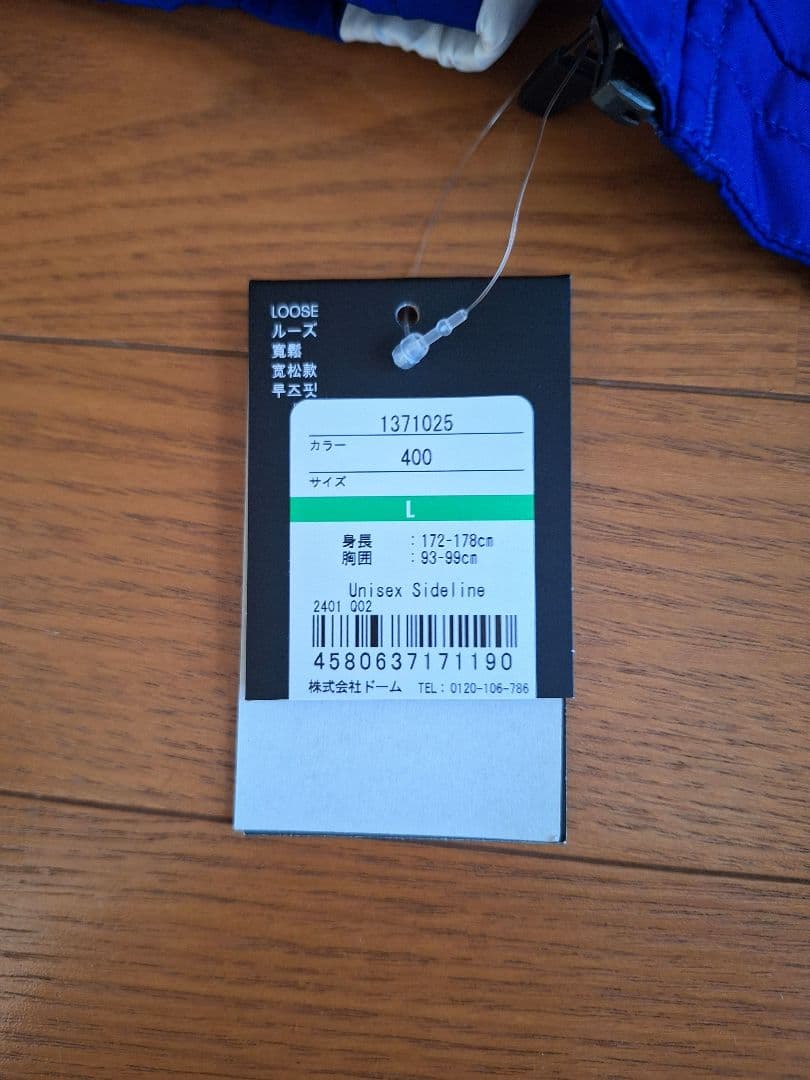 LOOSE
ルーズ
寬鬆
宽松款
루즈핏
1371025
カラー
400
サイズ
L
身長 : 172-178cm
胸囲 : 93-99cm
Unisex Sideline
2401 Q02
4580637171190
株式会社ドーム TEL: 0120-106-786